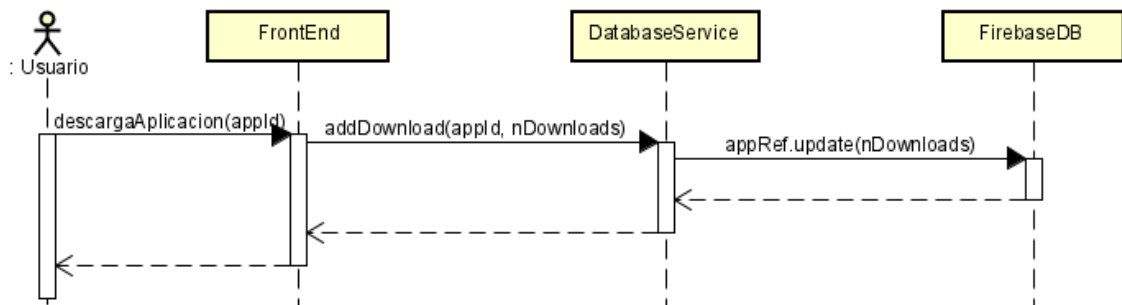 FrontEnd
DatabaseService
FirebaseDB
: Usuario
descargaAplicacion(appId)
addDownload(appId, nDownloads)
appRef.update(nDownloads)